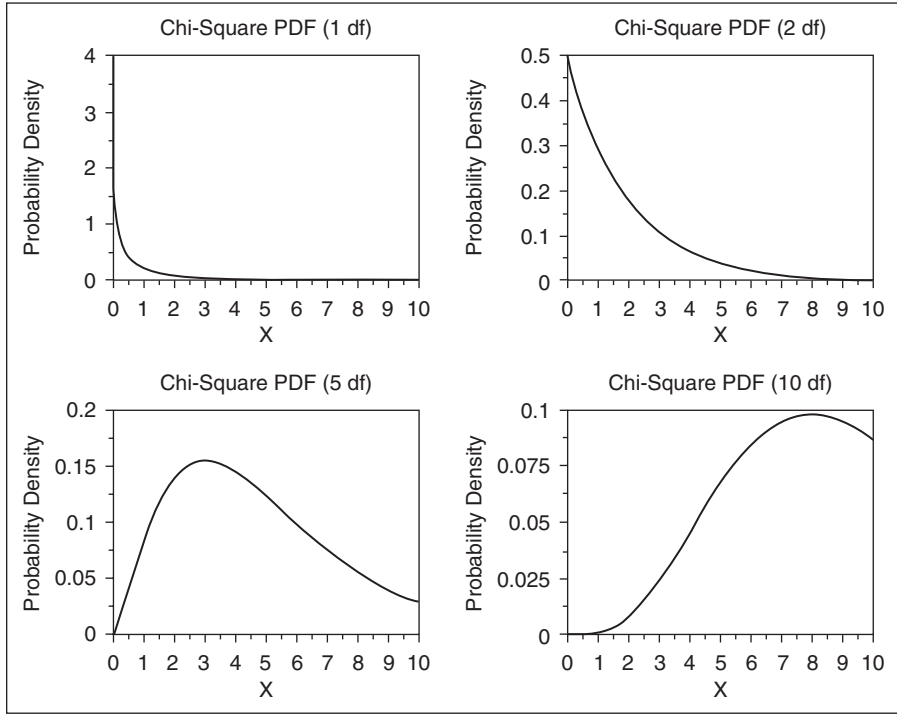 Chi-Square PDF (1 df)
Probability Density
4
3
2
1
0
0 1 2 3 4 5 6 7 8 9 10
X
Chi-Square PDF (2 df)
Probability Density
0.5
0.4
0.3
0.2
0.1
0
0 1 2 3 4 5 6 7 8 9 10
X
Chi-Square PDF (5 df)
Probability Density
0.2
0.15
0.1
0.05
0
0 1 2 3 4 5 6 7 8 9 10
X
Chi-Square PDF (10 df)
Probability Density
0.1
0.075
0.05
0.025
0
0 1 2 3 4 5 6 7 8 9 10
X